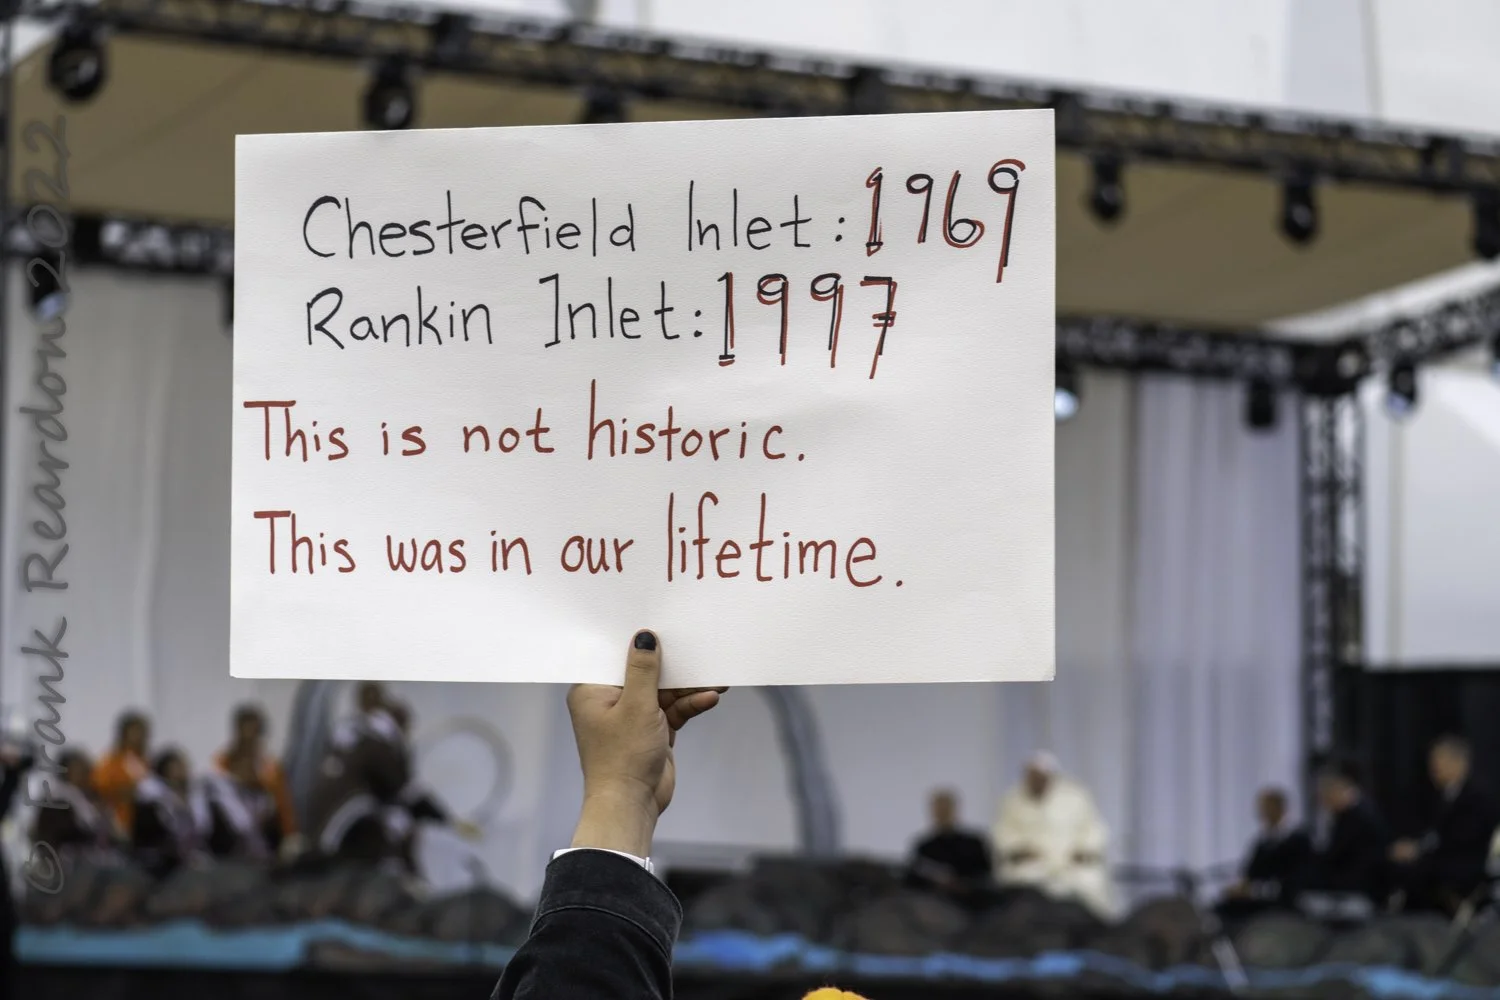 Chesterfield Inlet: 1969
Rankin Inlet: 1997
This is not historic.
This was in our lifetime.
© Frank Reardon 2022